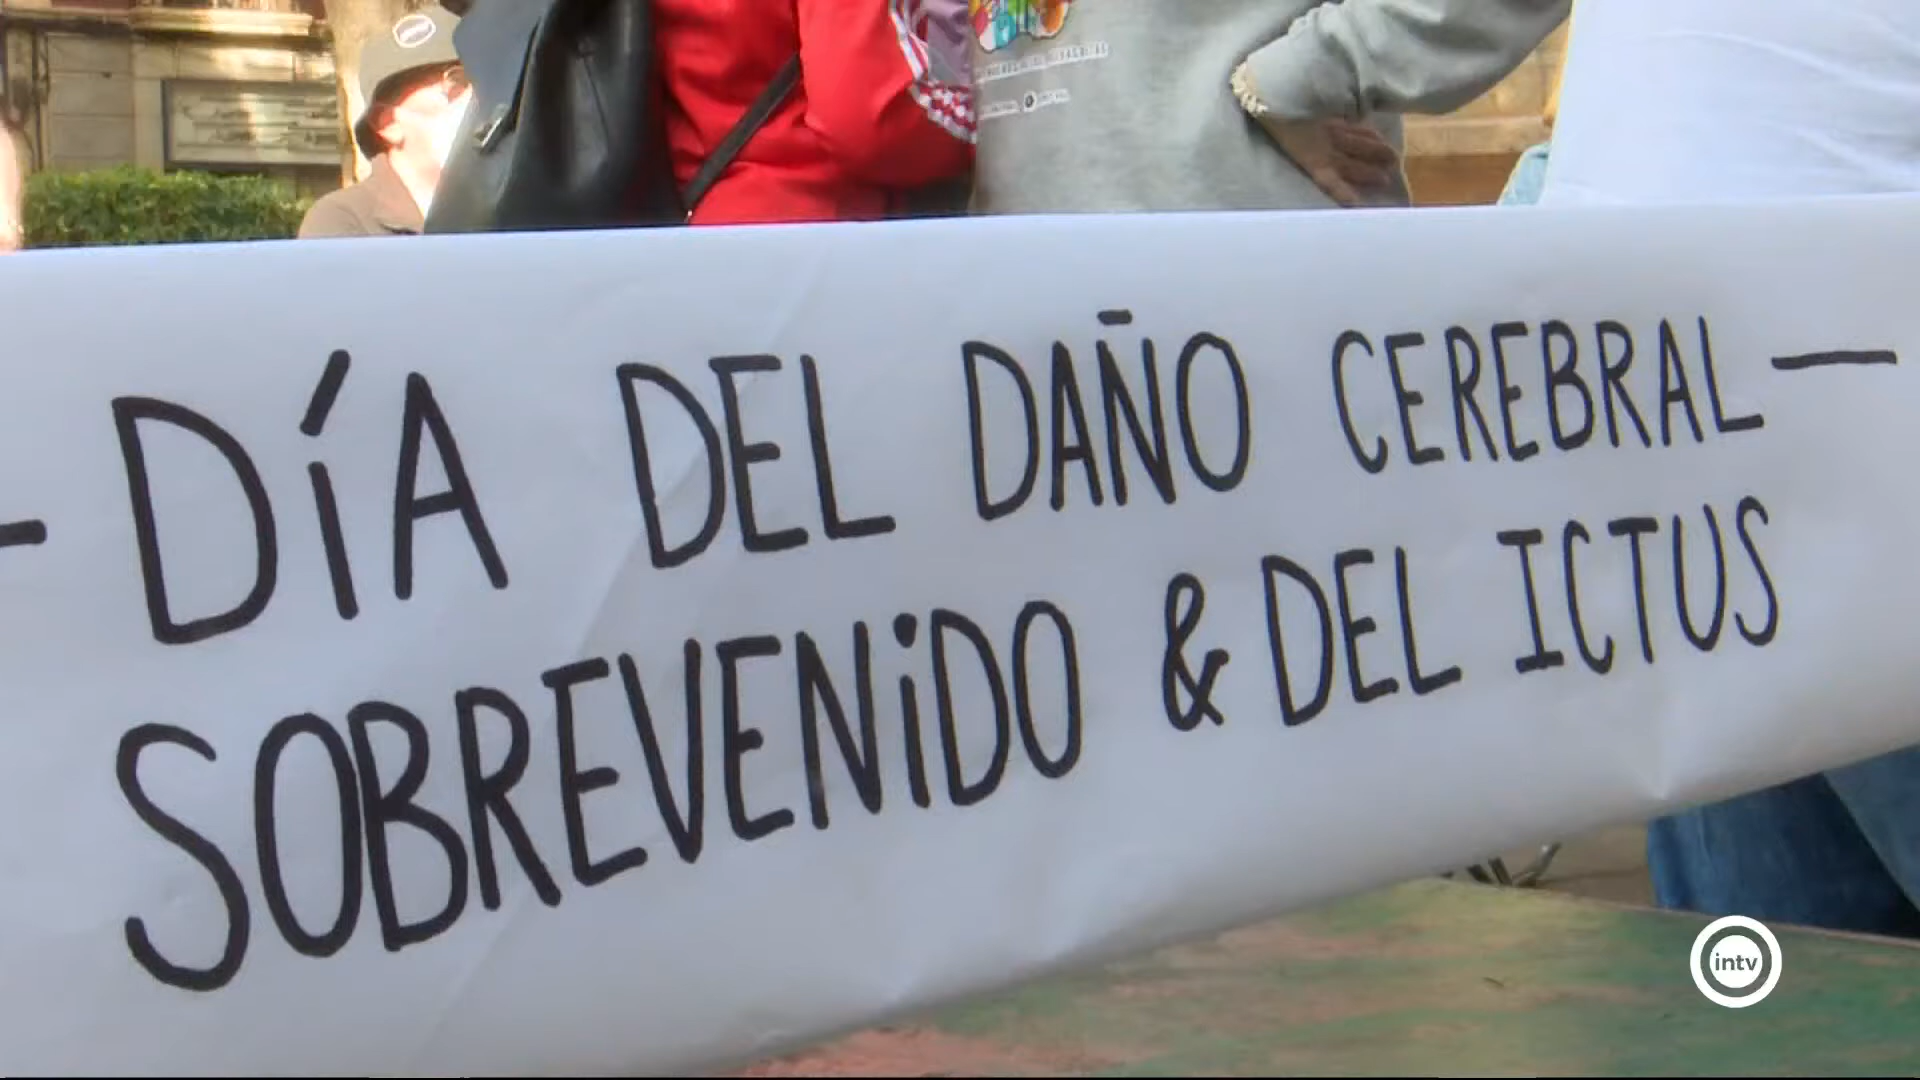 - DíA DEL DAÑO CEREBRAL -
SOBREVENiDO & DEL ICTUS
intv